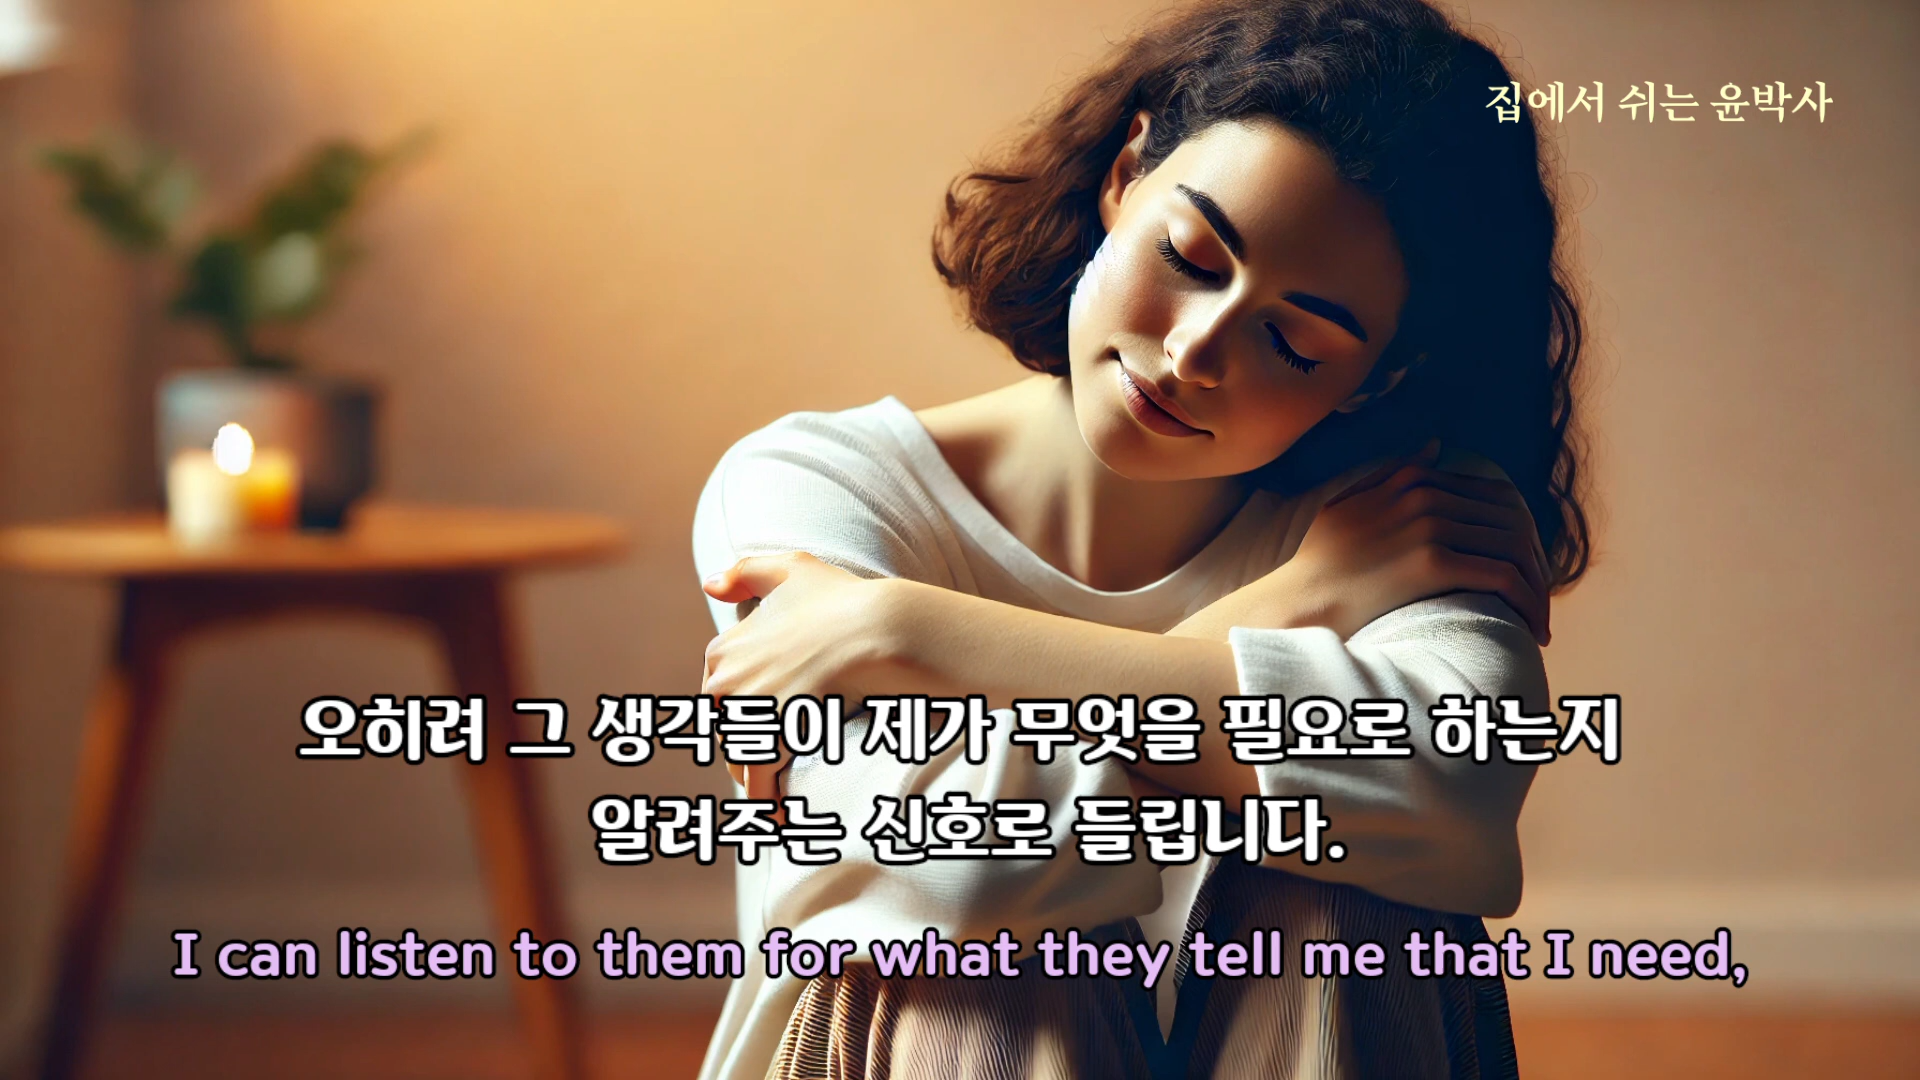 집에서 쉬는 윤박사
오히려 그 생각들이 제가 무엇을 필요로 하는지
알려주는 신호로 들립니다.
I can listen to them for what they tell me that I need,